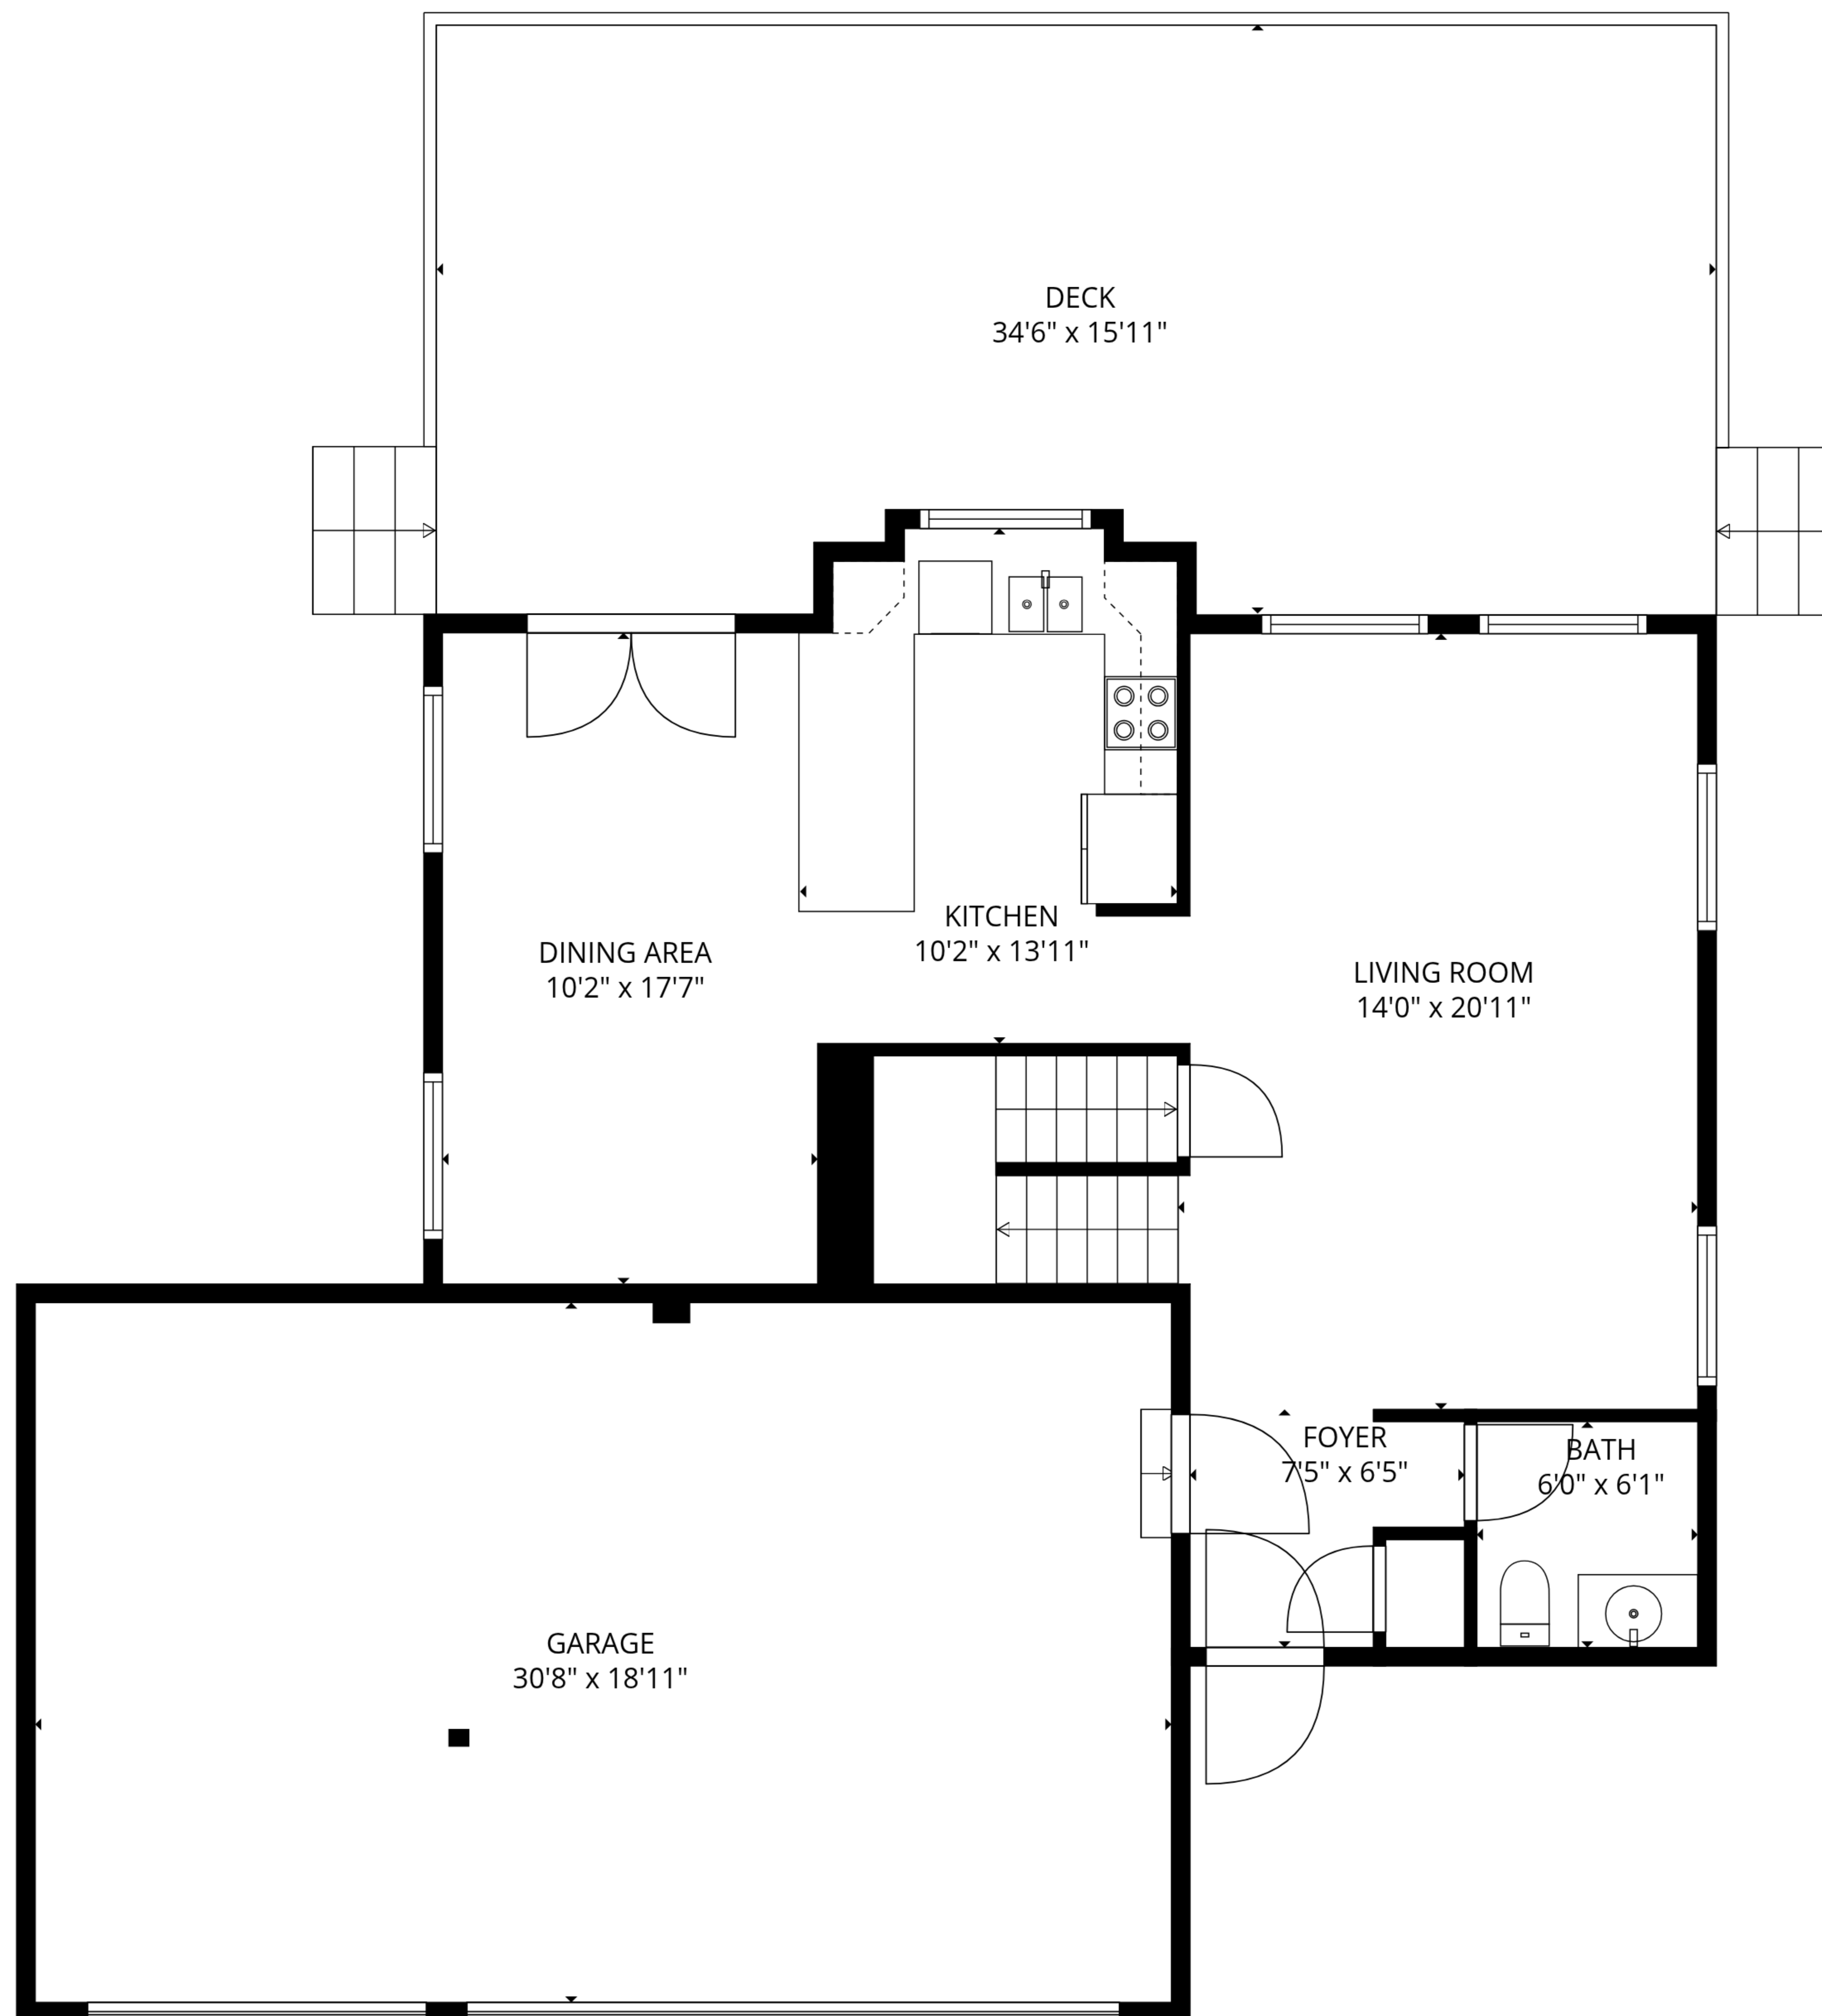 DECK
34'6" x 15'11"
KITCHEN
10'2" x 13'11"
DINING AREA
10'2" x 17'7"
LIVING ROOM
14'0" x 20'11"
FOYER
7'5" x 6'5"
BATH
6'0" x 6'1"
GARAGE
30'8" x 18'11"